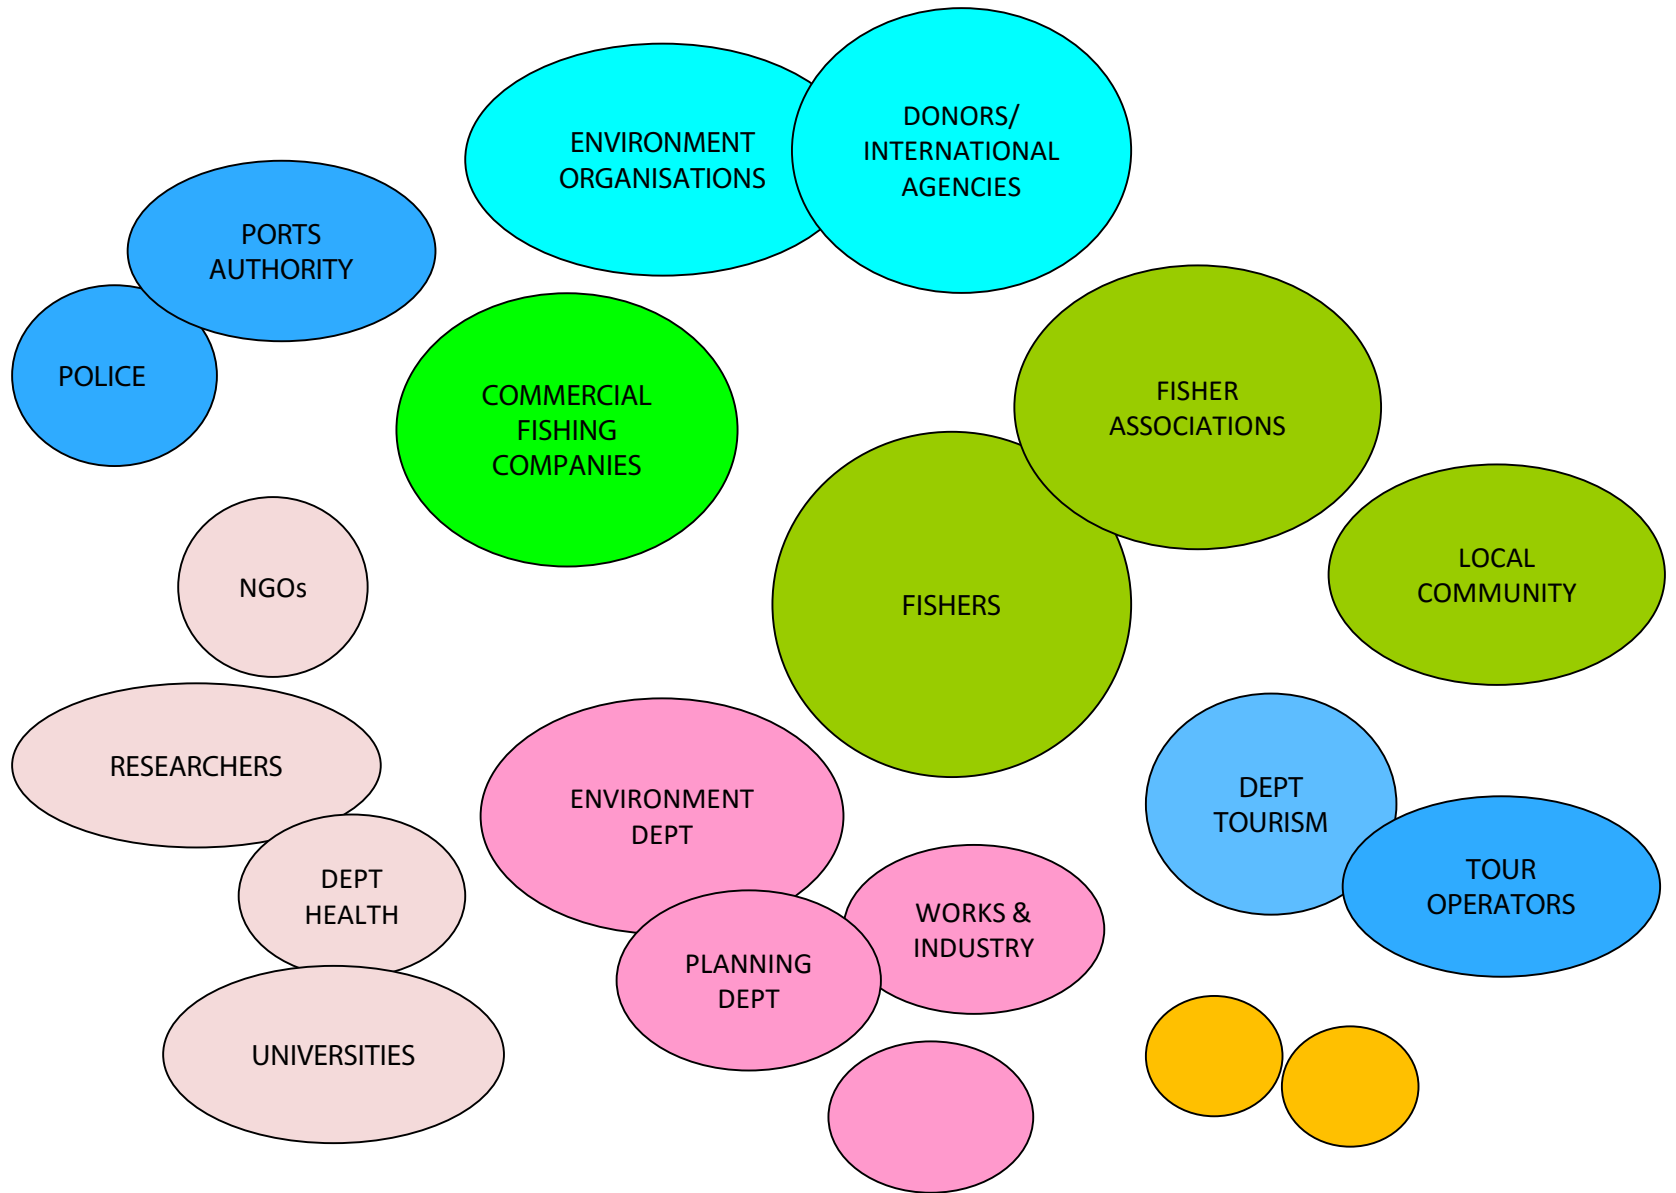 ENVIRONMENT
ORGANISATIONS
DONORS/
INTERNATIONAL
AGENCIES
PORTS
AUTHORITY
POLICE
COMMERCIAL
FISHING
COMPANIES
FISHER
ASSOCIATIONS
FISHERS
LOCAL
COMMUNITY
NGOs
RESEARCHERS
DEPT
HEALTH
UNIVERSITIES
ENVIRONMENT
DEPT
PLANNING
DEPT
WORKS &
INDUSTRY
DEPT
TOURISM
TOUR
OPERATORS